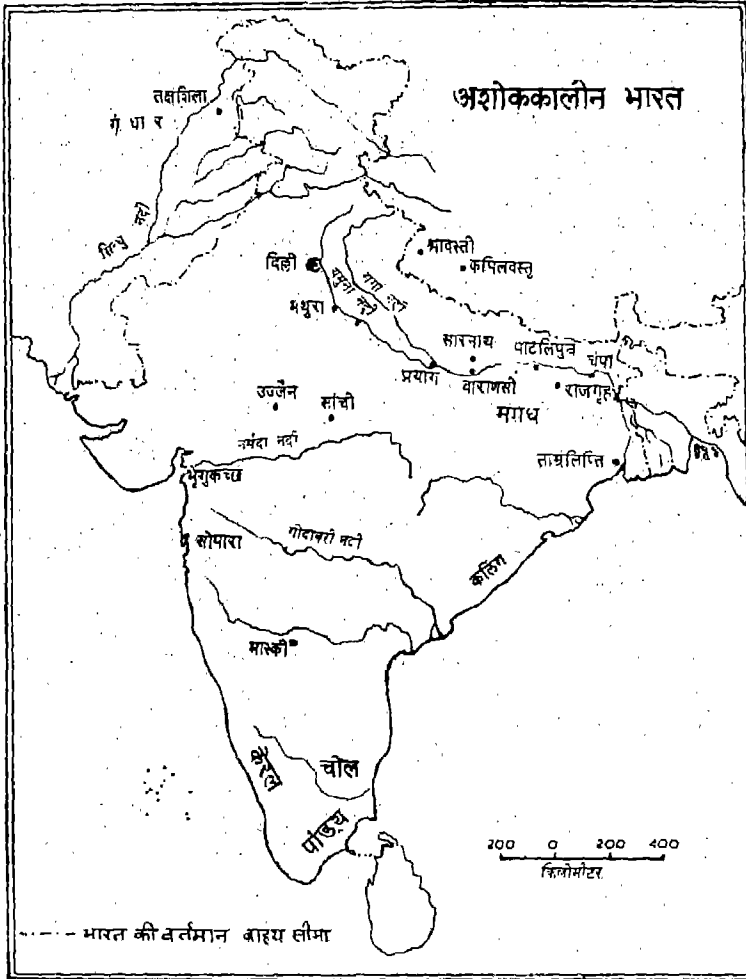 अशोककालीन भारत
तक्षशिला
गंधार
सिन्धु नदी
श्रावस्ती
कपिलवस्तु
दिल्ली
यमुना नदी
गंगा नदी
मथुरा
सारनाथ
पाटलिपुत्र
चंपा
प्रयाग
वाराणसी
राजगृह
मगध
उज्जैन
सांची
नर्मदा नदी
ताम्रलिप्ति
भृगुकच्छ
सोपारा
गोदावरी नदी
कलिंग
मास्की
केरल
चोल
पांड्य
200 0 200 400
किलोमीटर
भारत की वर्तमान बाह्य सीमा